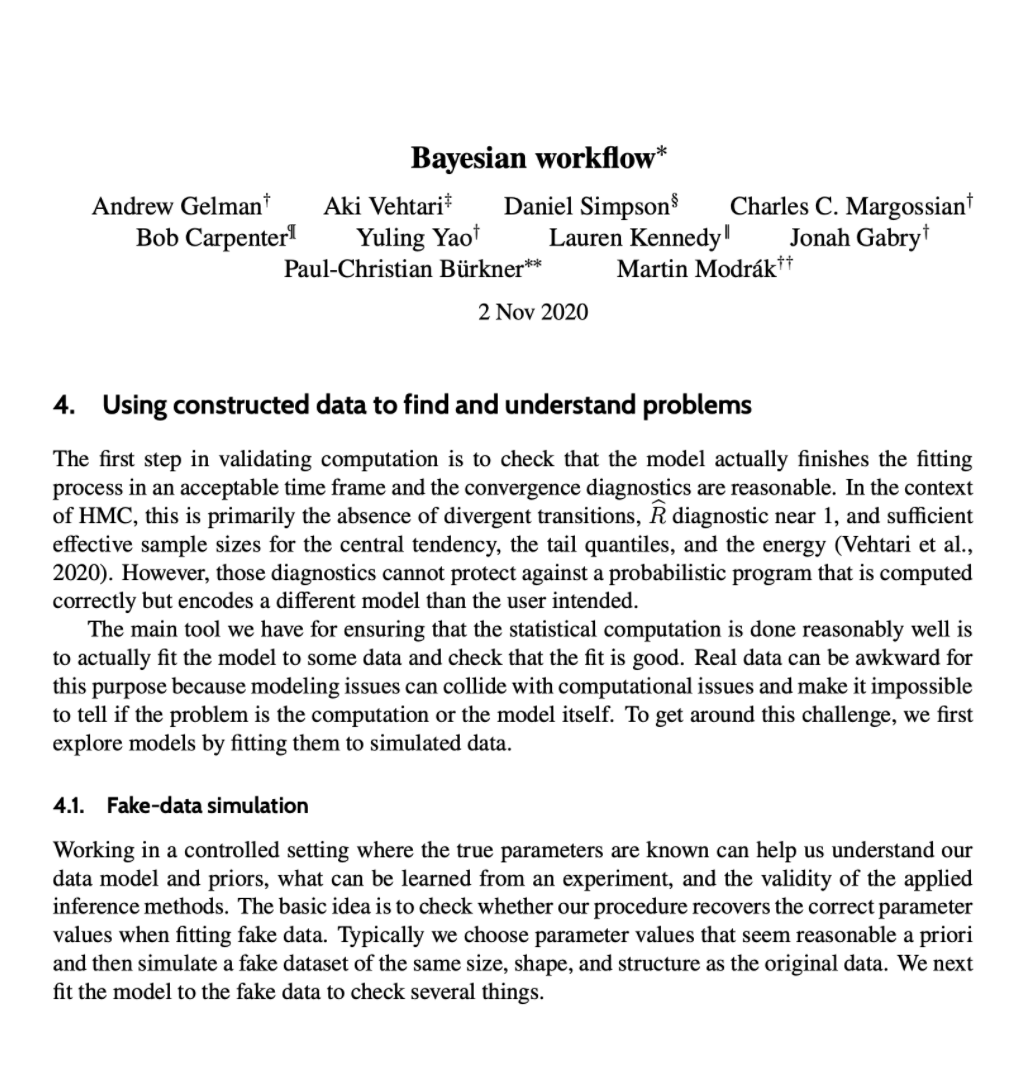 Bayesian workflow*
Andrew Gelman† Aki Vehtari‡ Daniel Simpson§ Charles C. Margossian†
Bob Carpenter¶ Yuling Yao† Lauren Kennedy‖ Jonah Gabry†
Paul-Christian Bürkner** Martin Modrák††
2 Nov 2020
4. Using constructed data to find and understand problems
The first step in validating computation is to check that the model actually finishes the fitting
process in an acceptable time frame and the convergence diagnostics are reasonable. In the context
of HMC, this is primarily the absence of divergent transitions, R̂ diagnostic near 1, and sufficient
effective sample sizes for the central tendency, the tail quantiles, and the energy (Vehtari et al.,
2020). However, those diagnostics cannot protect against a probabilistic program that is computed
correctly but encodes a different model than the user intended.
The main tool we have for ensuring that the statistical computation is done reasonably well is
to actually fit the model to some data and check that the fit is good. Real data can be awkward for
this purpose because modeling issues can collide with computational issues and make it impossible
to tell if the problem is the computation or the model itself. To get around this challenge, we first
explore models by fitting them to simulated data.
4.1. Fake-data simulation
Working in a controlled setting where the true parameters are known can help us understand our
data model and priors, what can be learned from an experiment, and the validity of the applied
inference methods. The basic idea is to check whether our procedure recovers the correct parameter
values when fitting fake data. Typically we choose parameter values that seem reasonable a priori
and then simulate a fake dataset of the same size, shape, and structure as the original data. We next
fit the model to the fake data to check several things.